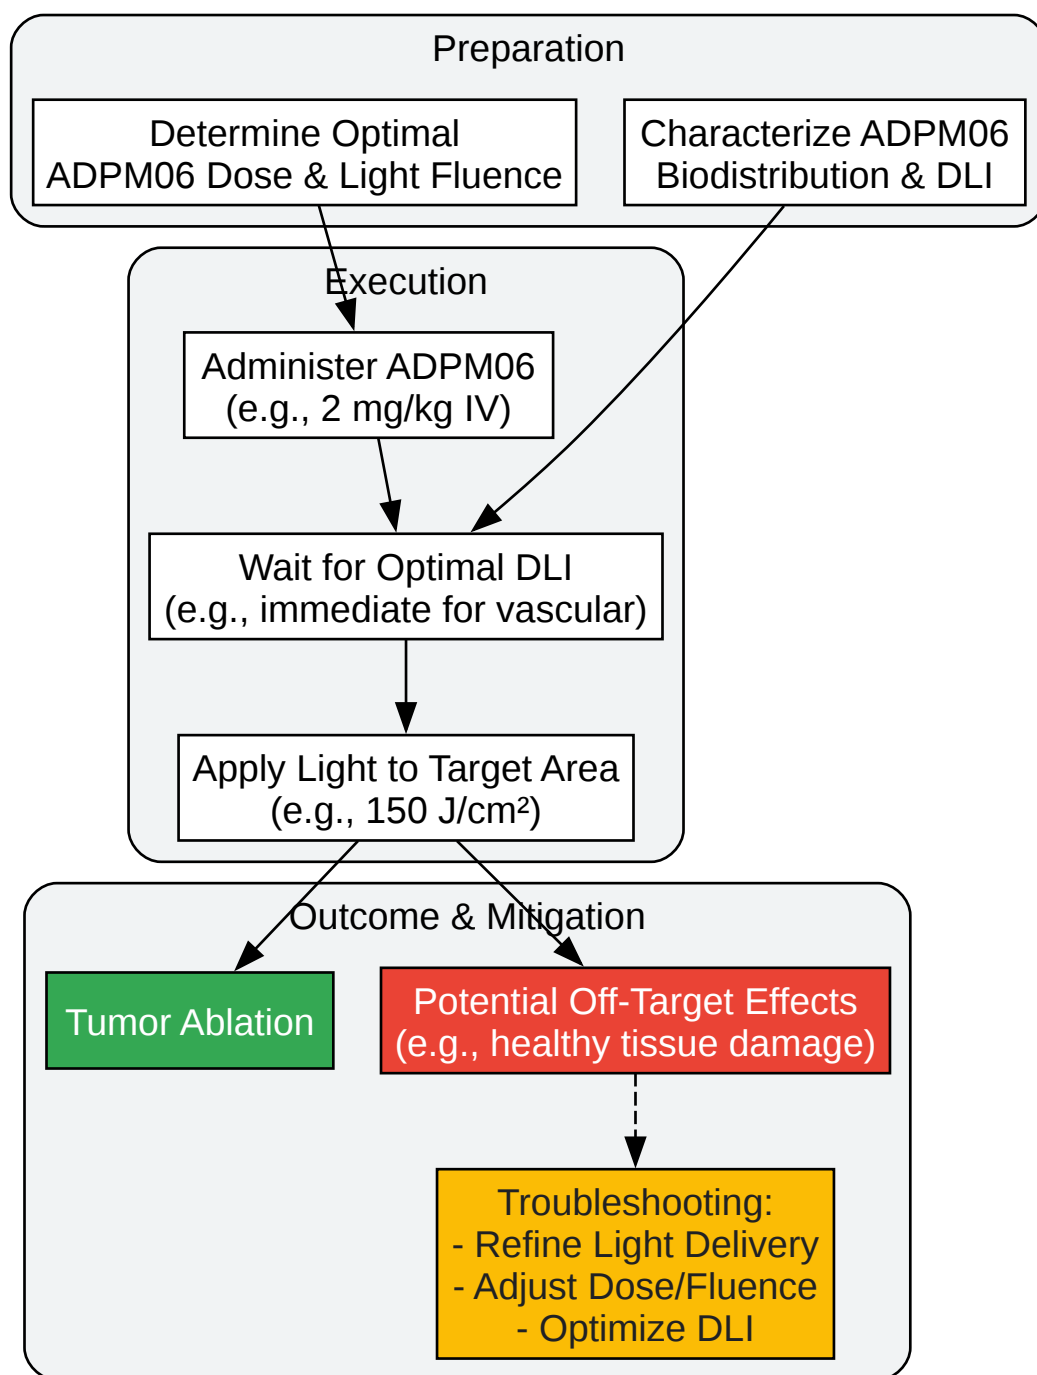 Preparation
Determine Optimal
ADPM06 Dose & Light Fluence
Characterize ADPM06
Biodistribution & DLI
Execution
Administer ADPM06
(e.g., 2 mg/kg IV)
Wait for Optimal DLI
(e.g., immediate for vascular)
Apply Light to Target Area
(e.g., 150 J/cm²)
Outcome & Mitigation
Tumor Ablation
Potential Off-Target Effects
(e.g., healthy tissue damage)
Troubleshooting:
- Refine Light Delivery
- Adjust Dose/Fluence
- Optimize DLI